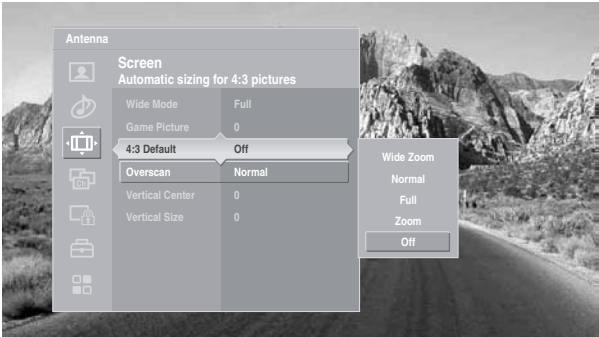 Antenna
Screen
Automatic sizing for 4:3 pictures
Wide Mode Full
Game Picture 0
4:3 Default Off
Overscan Normal
Vertical Center 0
Vertical Size 0
Ch
Wide Zoom
Normal
Full
Zoom
Off